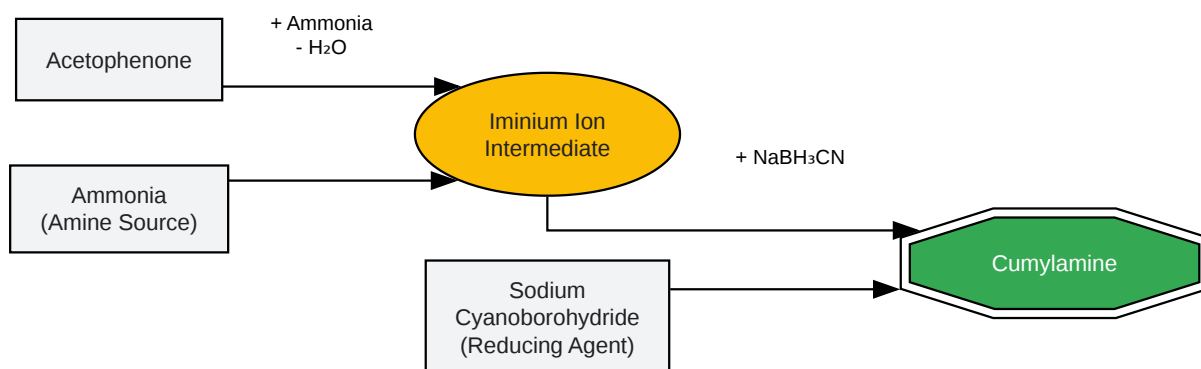 Acetophenone
+ Ammonia
- H₂O
Iminium Ion
Intermediate
Ammonia
(Amine Source)
+ NaBH₃CN
Sodium
Cyanoborohydride
(Reducing Agent)
Cumylamine